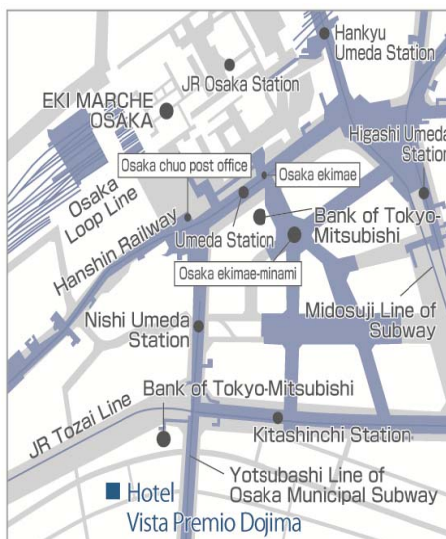 Hankyu
Umeda Station
JR Osaka Station
EKI MARCHE
OSAKA
Higashi Umeda
Station
Osaka chuo post office
Osaka ekimae
Osaka
Loop Line
Hanshin Railway
Umeda Station
Bank of Tokyo-
Mitsubishi
Osaka ekimae-minami
Nishi Umeda
Station
Midosuji Line of
Subway
Bank of Tokyo-Mitsubishi
JR Tozai Line
Kitashinchi Station
Yotsubashi Line of
Osaka Municipal Subway
Hotel
Vista Premio Dojima